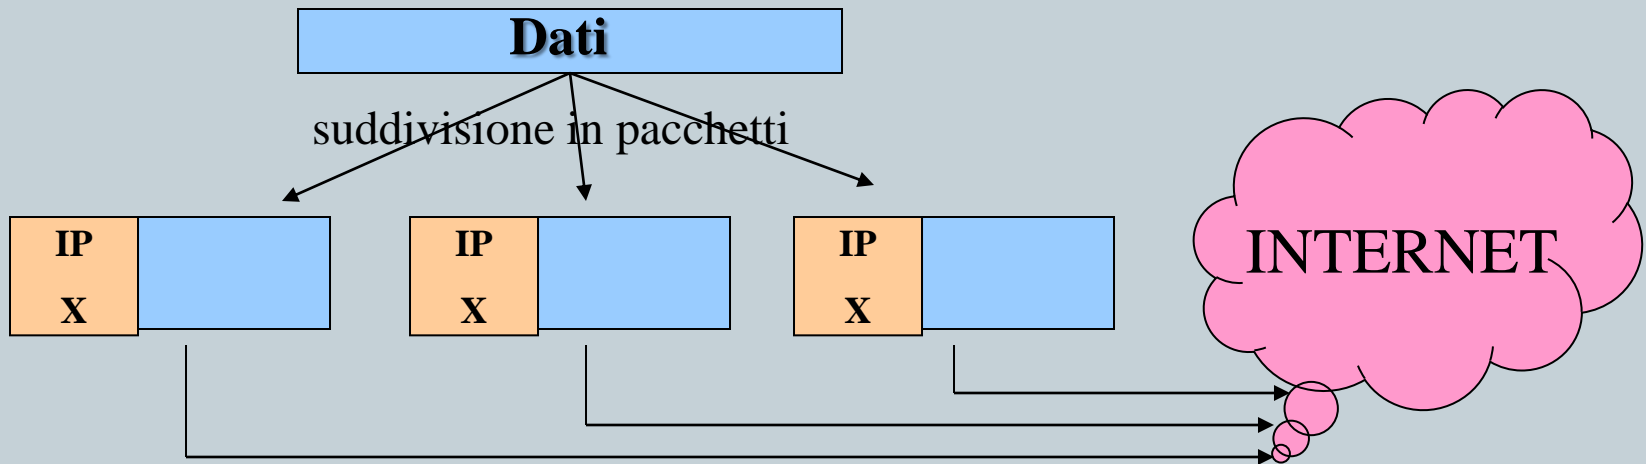 Dati
suddivisione in pacchetti
IP
X
IP
X
IP
X
INTERNET